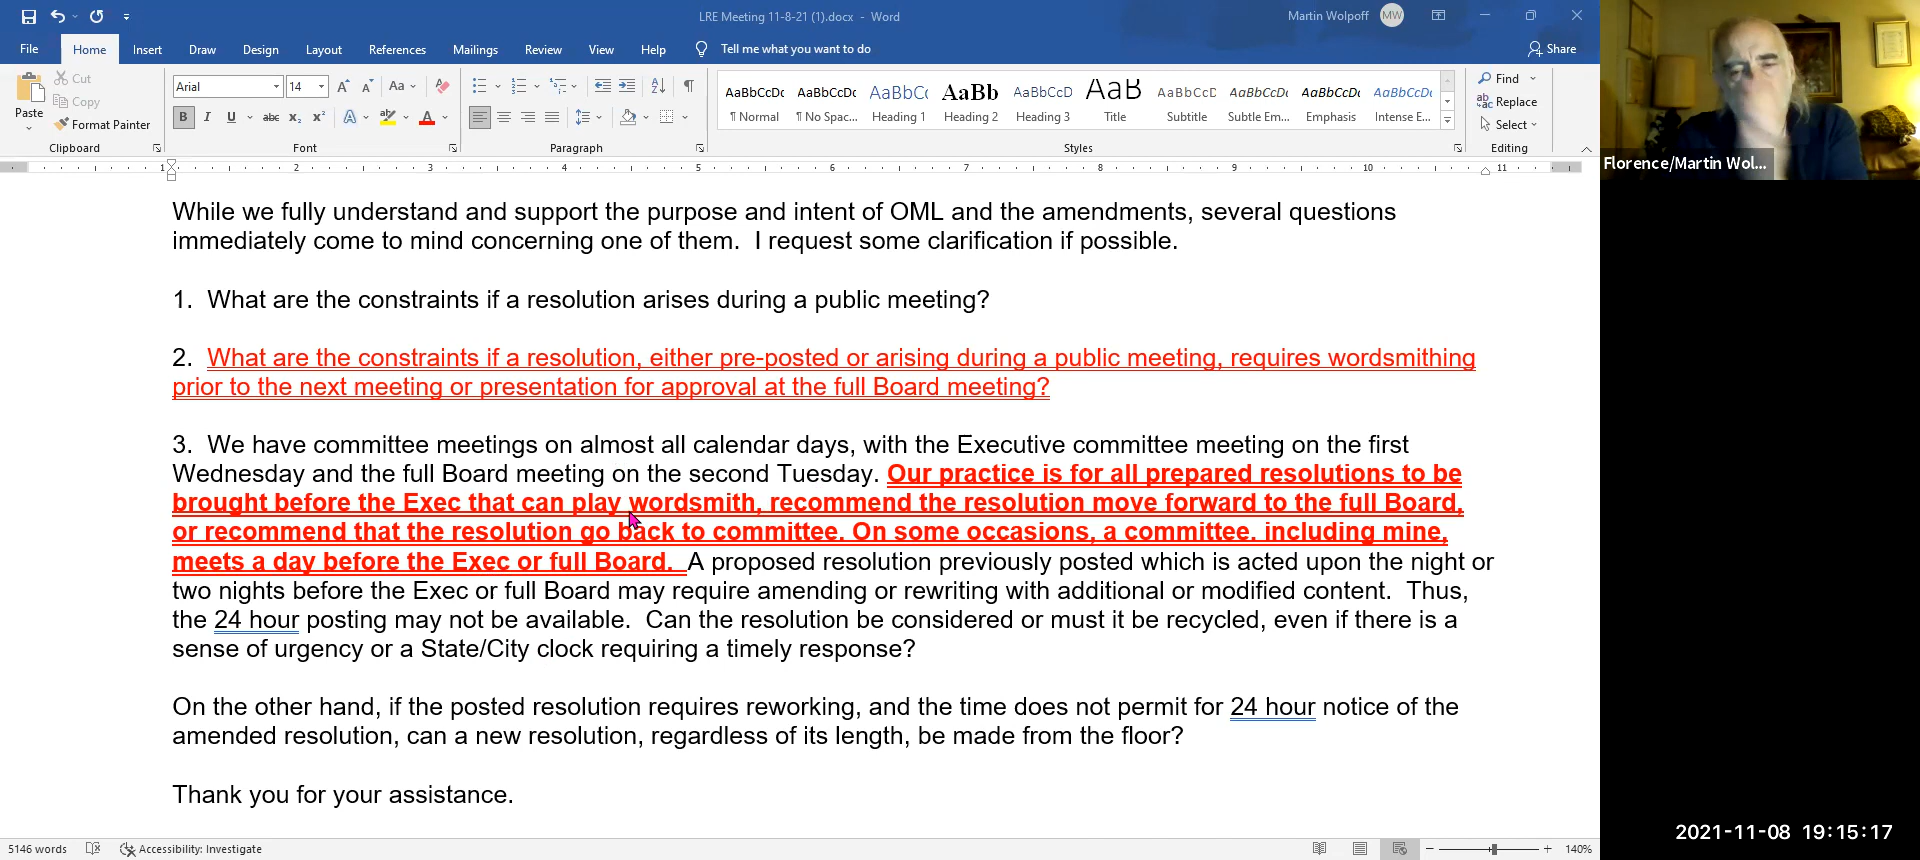 LRE Meeting 11-8-21 (1).docx - Word
Martin Wolpoff MW
File Home Insert Draw Design Layout References Mailings Review View Help Tell me what you want to do Share
Paste
Cut
Copy
Format Painter
Clipboard
Arial 14 Aa
B I U abc x₂ x² A A
Font
Paragraph
AaBbCcDc AaBbCcDc AaBbC AaBb AaBbCcD AaB AaBbCcD AaBbCcDc AaBbCcDc AaBbCcDc
¶ Normal ¶ No Spac... Heading 1 Heading 2 Heading 3 Title Subtitle Subtle Em... Emphasis Intense E...
Styles
Find
Replace
Select
Editing
Florence/Martin Wol...
1 1 2 3 4 5 6 7 8 9 10 11
While we fully understand and support the purpose and intent of OML and the amendments, several questions
immediately come to mind concerning one of them. I request some clarification if possible.
1. What are the constraints if a resolution arises during a public meeting?
2. What are the constraints if a resolution, either pre-posted or arising during a public meeting, requires wordsmithing
prior to the next meeting or presentation for approval at the full Board meeting?
3. We have committee meetings on almost all calendar days, with the Executive committee meeting on the first
Wednesday and the full Board meeting on the second Tuesday. Our practice is for all prepared resolutions to be
brought before the Exec that can play wordsmith, recommend the resolution move forward to the full Board,
or recommend that the resolution go back to committee. On some occasions, a committee, including mine,
meets a day before the Exec or full Board. A proposed resolution previously posted which is acted upon the night or
two nights before the Exec or full Board may require amending or rewriting with additional or modified content. Thus,
the 24 hour posting may not be available. Can the resolution be considered or must it be recycled, even if there is a
sense of urgency or a State/City clock requiring a timely response?
On the other hand, if the posted resolution requires reworking, and the time does not permit for 24 hour notice of the
amended resolution, can a new resolution, regardless of its length, be made from the floor?
Thank you for your assistance.
2021-11-08 19:15:17
5146 words Accessibility: Investigate 140%